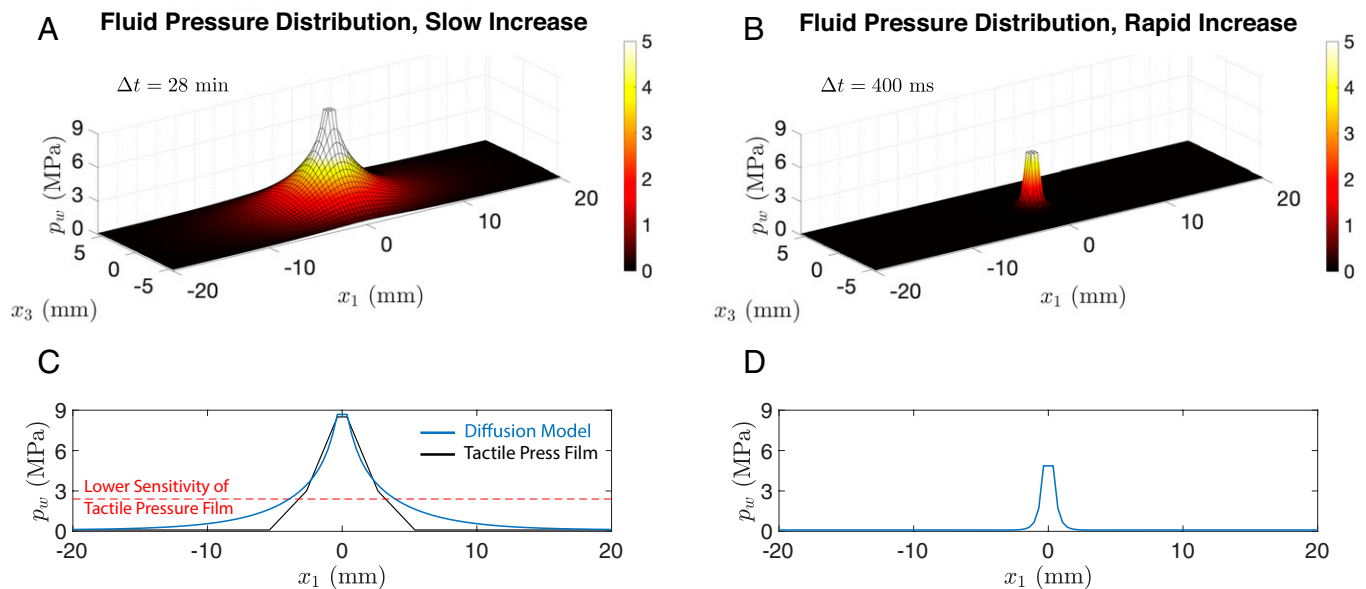 A
Fluid Pressure Distribution, Slow Increase
Δt = 28 min
9
6
3
0
p_w (MPa)
5
0
-5
x_3 (mm)
-20
-10
0
10
20
x_1 (mm)
5
4
3
2
1
0
B
Fluid Pressure Distribution, Rapid Increase
Δt = 400 ms
9
6
3
0
p_w (MPa)
5
0
-5
x_3 (mm)
-20
-10
0
10
20
x_1 (mm)
5
4
3
2
1
0
C
9
6
3
0
p_w (MPa)
Diffusion Model
Tactile Press Film
Lower Sensitivity of
Tactile Pressure Film
-20 -10 0 10 20
x_1 (mm)
D
9
6
3
0
p_w (MPa)
-20 -10 0 10 20
x_1 (mm)